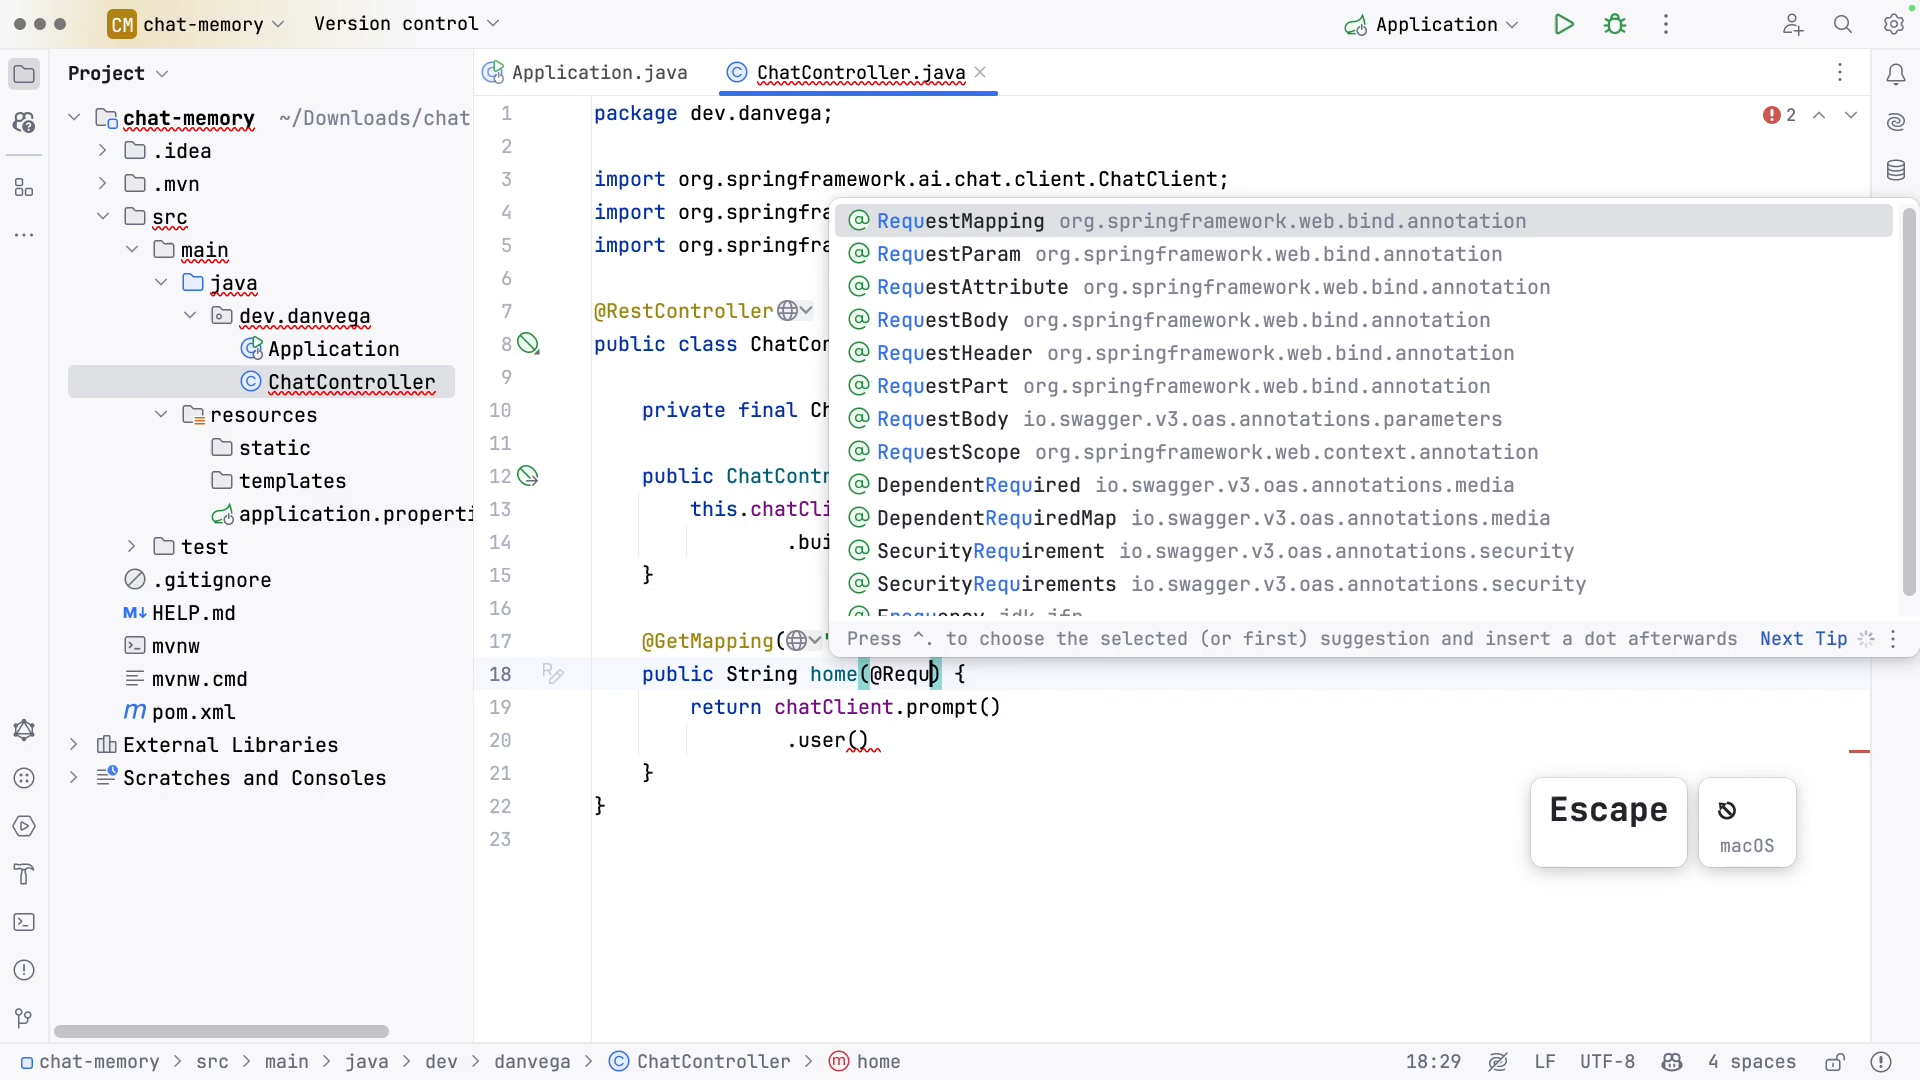 CM chat-memory
Version control
Application
Project
chat-memory ~/Downloads/chat
.idea
.mvn
src
main
java
dev.danvega
Application
ChatController
resources
static
templates
application.properti
test
.gitignore
M↓ HELP.md
mvnw
mvnw.cmd
m pom.xml
External Libraries
Scratches and Consoles
Application.java
ChatController.java
2
1 package dev.danvega;
2
3 import org.springframework.ai.chat.client.ChatClient;
4 import org.springfra
5 import org.springfra
6
7 @RestController
8 public class ChatCon
9
10 private final Ch
11
12 public ChatContr
13 this.chatCli
14 .bui
15 }
16
17 @GetMapping(
18 public String home(@Requ) {
19 return chatClient.prompt()
20 .user()
21 }
22 }
23
RequestMapping org.springframework.web.bind.annotation
RequestParam org.springframework.web.bind.annotation
RequestAttribute org.springframework.web.bind.annotation
RequestBody org.springframework.web.bind.annotation
RequestHeader org.springframework.web.bind.annotation
RequestPart org.springframework.web.bind.annotation
RequestBody io.swagger.v3.oas.annotations.parameters
RequestScope org.springframework.web.context.annotation
DependentRequired io.swagger.v3.oas.annotations.media
DependentRequiredMap io.swagger.v3.oas.annotations.media
SecurityRequirement io.swagger.v3.oas.annotations.security
SecurityRequirements io.swagger.v3.oas.annotations.security
Frequency jdk.jfr
Press ^. to choose the selected (or first) suggestion and insert a dot afterwards Next Tip
Escape
macOS
chat-memory > src > main > java > dev > danvega > ChatController > home
18:29 LF UTF-8 4 spaces